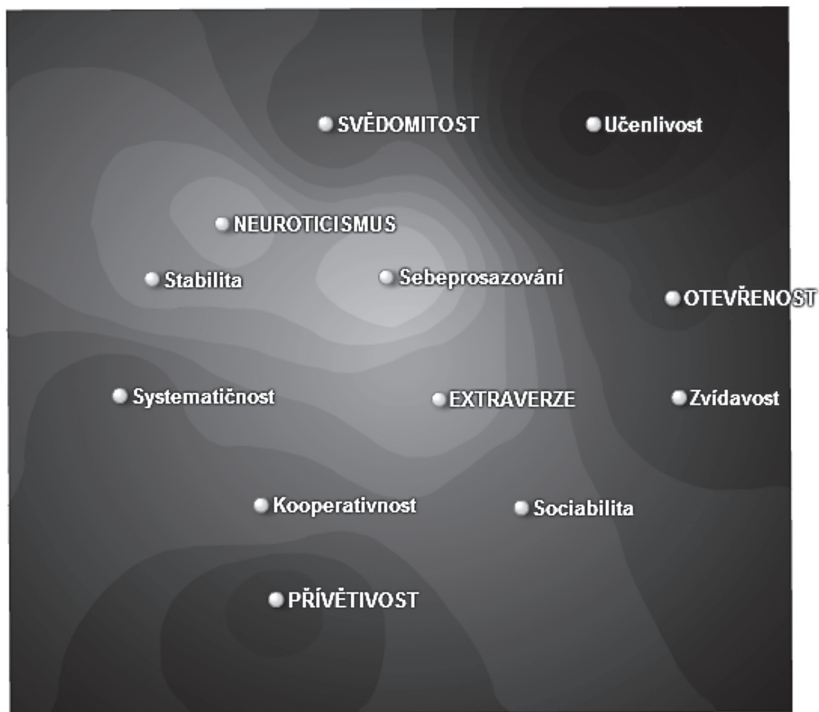 SVĚDOMITOST
Učenlivost
NEUROTICISMUS
Stabilita
Sebeprosazování
OTEVŘENOST
Systematičnost
EXTRAVERZE
Zvídavost
Kooperativnost
Sociabilita
PŘÍVĚTIVOST